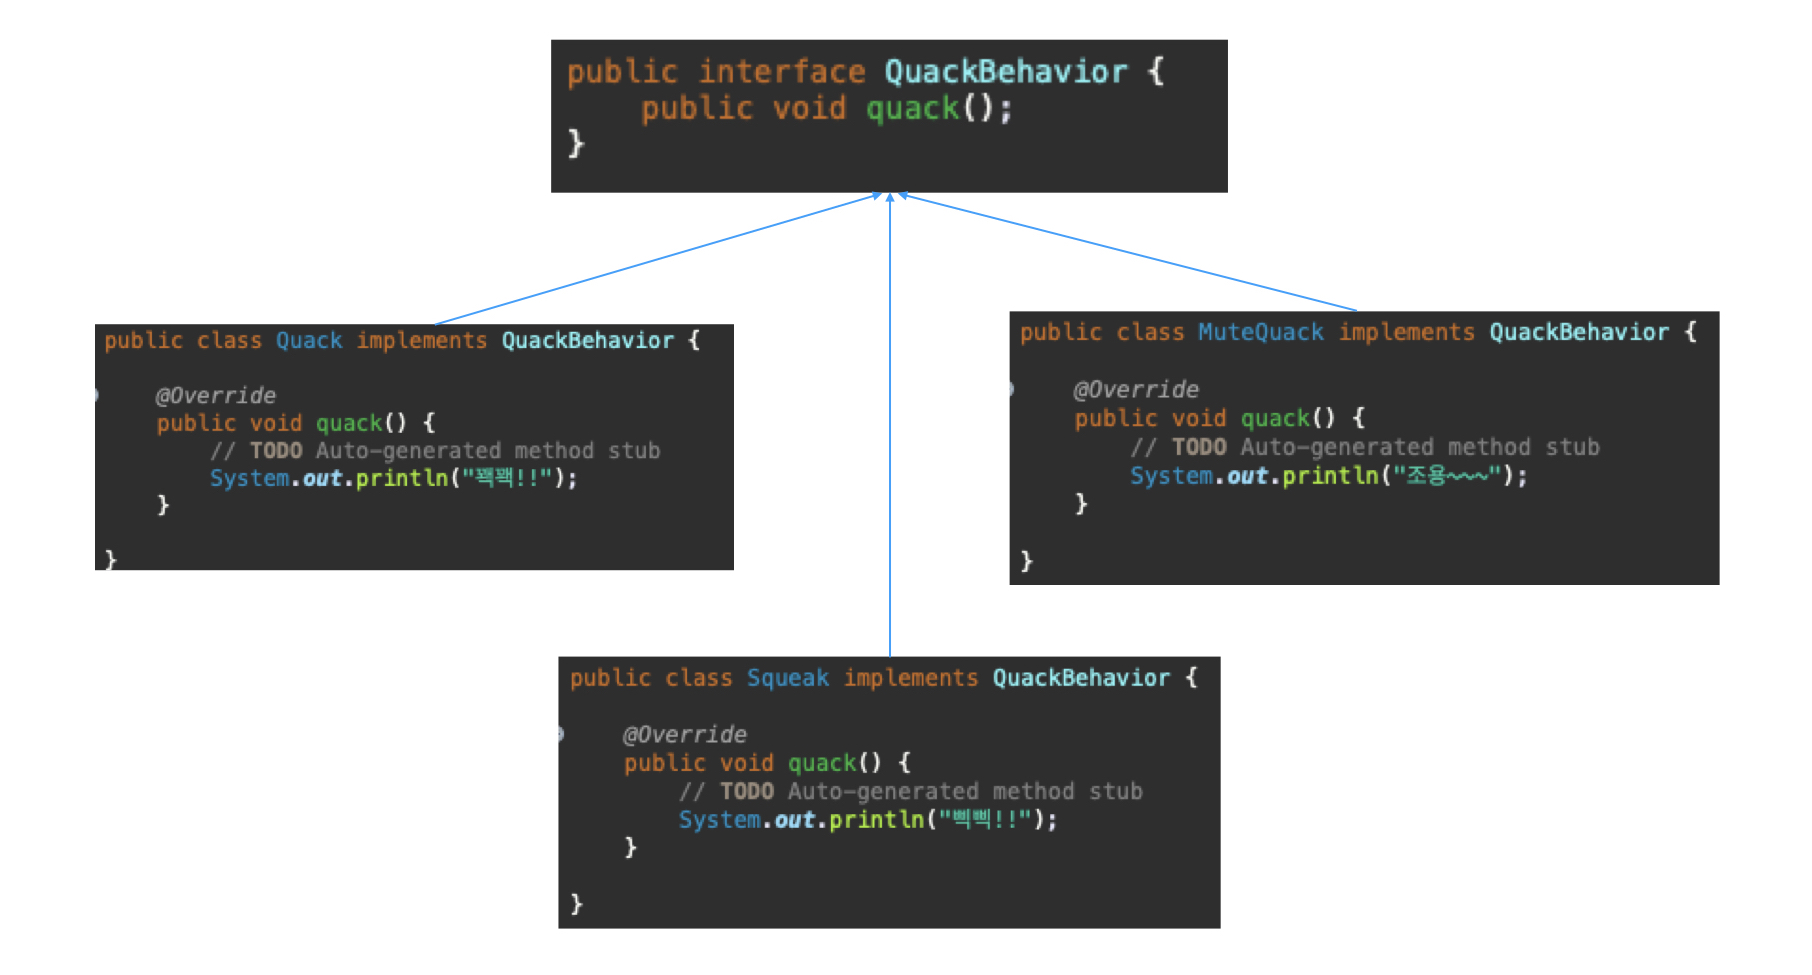 public interface QuackBehavior {
public void quack();
}
public class Quack implements QuackBehavior {
@Override
public void quack() {
// TODO Auto-generated method stub
System.out.println("꽥꽥!!");
}
}
public class MuteQuack implements QuackBehavior {
@Override
public void quack() {
// TODO Auto-generated method stub
System.out.println("조용~~~");
}
}
public class Squeak implements QuackBehavior {
@Override
public void quack() {
// TODO Auto-generated method stub
System.out.println("삑삑!!");
}
}